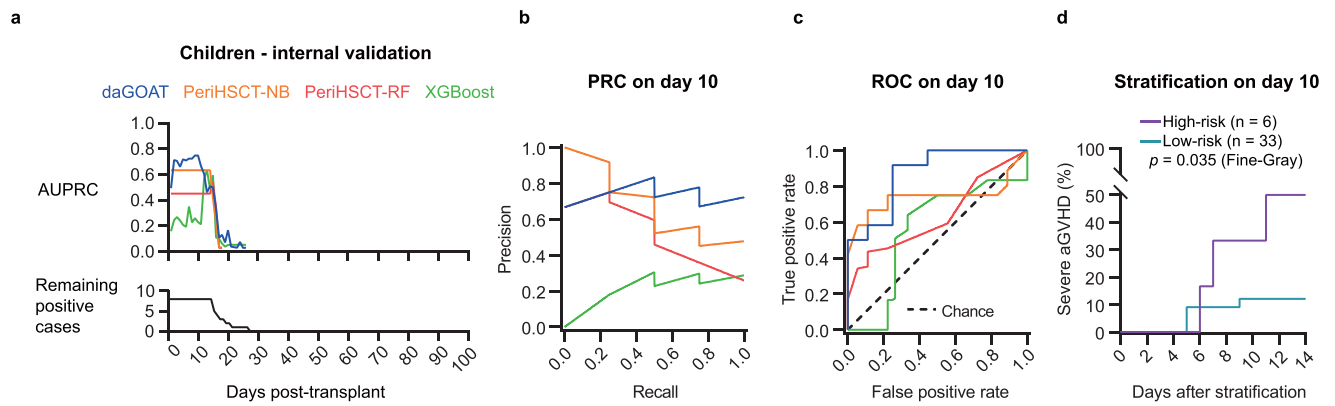 a
Children - internal validation
daGOAT PeriHSCT-NB PeriHSCT-RF XGBoost
AUPRC
1.0
0.8
0.6
0.4
0.2
0.0
Remaining
positive
cases
10
5
0
0 10 20 30 40 50 60 70 80 90 100
Days post-transplant
b
PRC on day 10
Precision
1.0
0.8
0.6
0.4
0.2
0.0
0.0 0.2 0.4 0.6 0.8 1.0
Recall
c
ROC on day 10
True positive rate
1.0
0.8
0.6
0.4
0.2
0.0
Chance
0.0 0.2 0.4 0.6 0.8 1.0
False positive rate
d
Stratification on day 10
High-risk (n = 6)
Low-risk (n = 33)
p = 0.035 (Fine-Gray)
Severe aGVHD (%)
100
50
40
30
20
10
0
0 2 4 6 8 10 12 14
Days after stratification